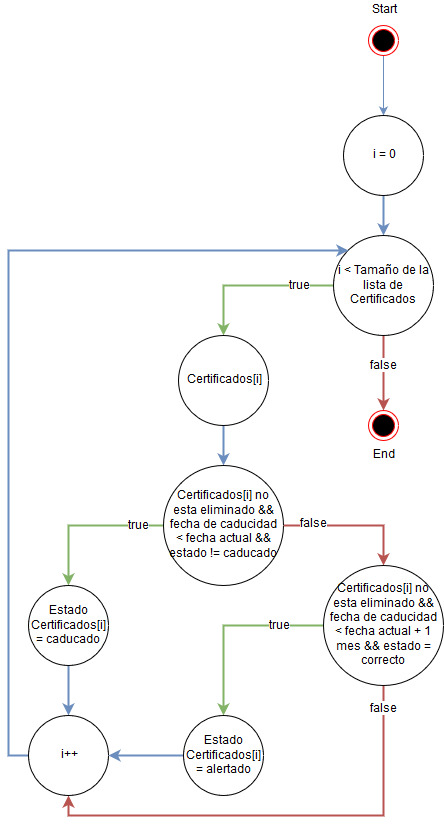 Start
i = 0
i < Tamaño de la
lista de
Certificados
true
false
Certificados[i]
End
Certificados[i] no
esta eliminado &&
fecha de caducidad
< fecha actual &&
estado != caducado
true
false
Certificados[i] no
esta eliminado &&
fecha de caducidad
< fecha actual + 1
mes && estado =
correcto
Estado
Certificados[i]
= caducado
true
false
i++
Estado
Certificados[i]
= alertado